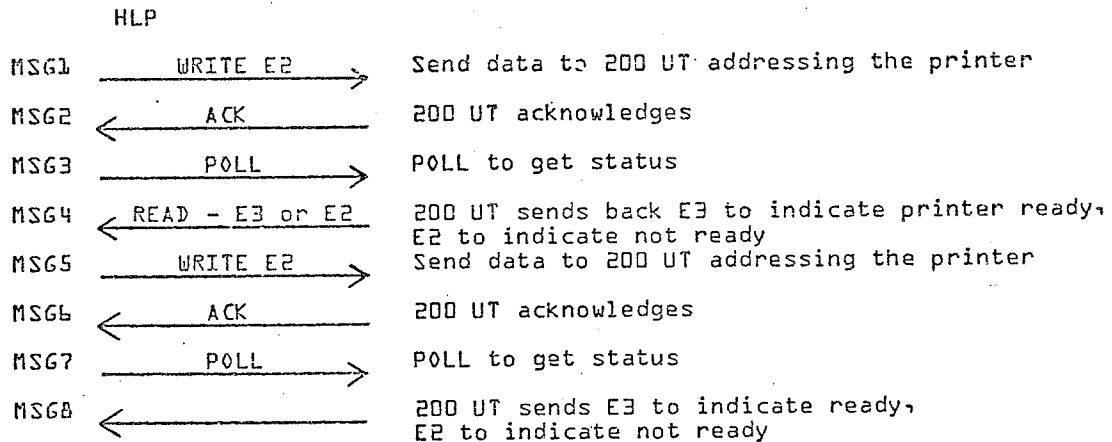 HLP
MSG1 WRITE E2 Send data to 200 UT addressing the printer
MSG2 ACK 200 UT acknowledges
MSG3 POLL POLL to get status
MSG4 READ - E3 or E2 200 UT sends back E3 to indicate printer ready,
E2 to indicate not ready
MSG5 WRITE E2 Send data to 200 UT addressing the printer
MSG6 ACK 200 UT acknowledges
MSG7 POLL POLL to get status
MSG8 200 UT sends E3 to indicate ready,
E2 to indicate not ready